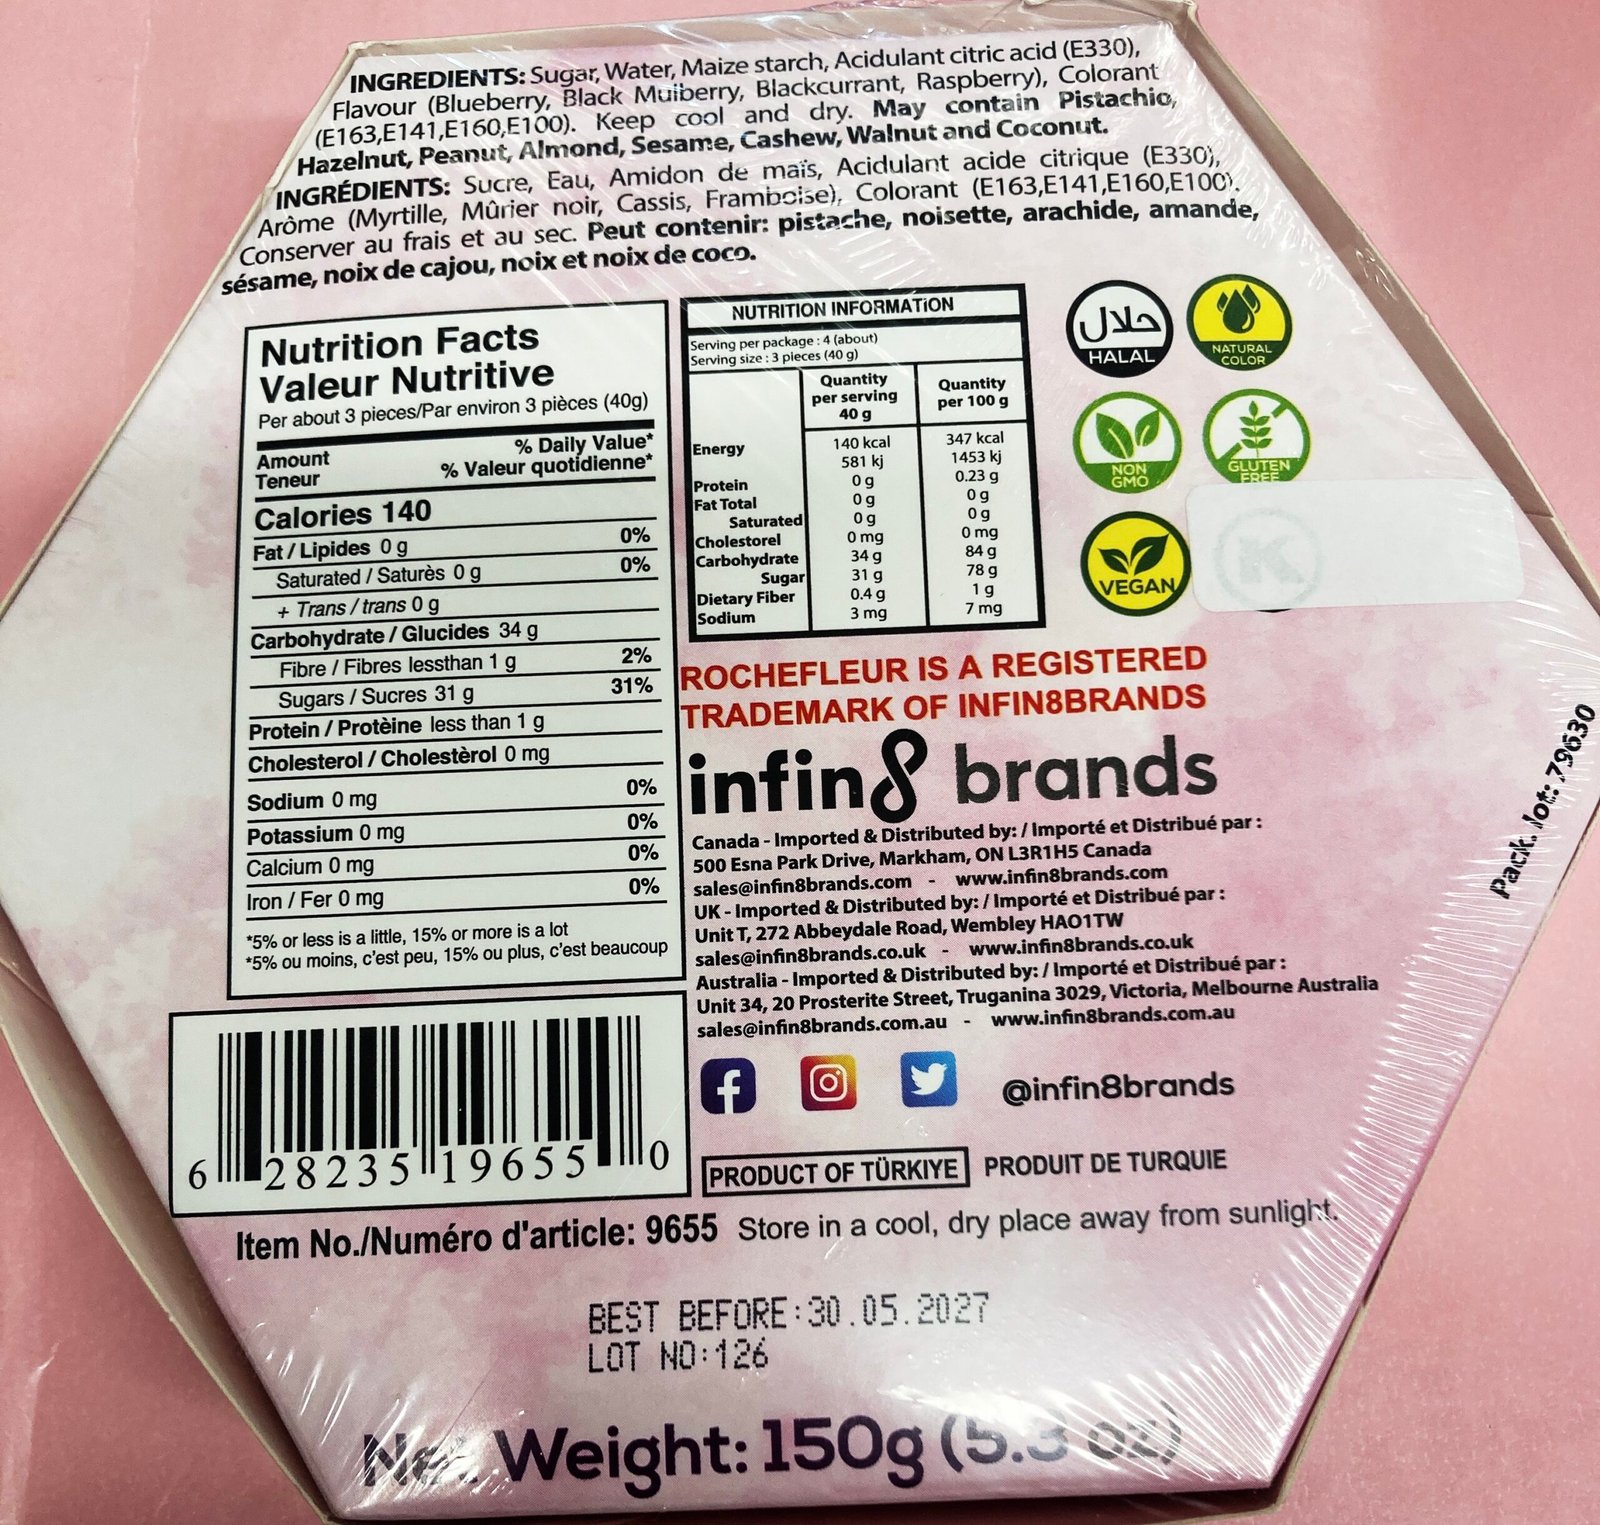 INGREDIENTS: Sugar, Water, Maize starch, Acidulant citric acid (E330),
Flavour (Blueberry, Black Mulberry, Blackcurrant, Raspberry), Colorant
(E163,E141,E160,E100). Keep cool and dry. May contain Pistachio,
Hazelnut, Peanut, Almond, Sesame, Cashew, Walnut and Coconut.
INGRÉDIENTS: Sucre, Eau, Amidon de maïs, Acidulant acide citrique (E330),
Arôme (Myrtille, Mûrier noir, Cassis, Framboise), Colorant (E163,E141,E160,E100).
Conserver au frais et au sec. Peut contenir: pistache, noisette, arachide, amande,
sésame, noix de cajou, noix et noix de coco.
Nutrition Facts
Valeur Nutritive
Per about 3 pieces/Par environ 3 pièces (40g)
Amount % Daily Value*
Teneur % Valeur quotidienne*
Calories 140
Fat / Lipides 0 g 0%
Saturated / Saturès 0 g 0%
+ Trans / trans 0 g
Carbohydrate / Glucides 34 g
Fibre / Fibres lessthan 1 g 2%
Sugars / Sucres 31 g 31%
Protein / Protèine less than 1 g
Cholesterol / Cholestèrol 0 mg
Sodium 0 mg 0%
Potassium 0 mg 0%
Calcium 0 mg 0%
Iron / Fer 0 mg 0%
*5% or less is a little, 15% or more is a lot
*5% ou moins, c'est peu, 15% ou plus, c'est beaucoup
NUTRITION INFORMATİON
Serving per package : 4 (about)
Serving size : 3 pieces (40 g)
Quantity per serving 40 g Quantity per 100 g
Energy 140 kcal 347 kcal
581 kj 1453 kj
Protein 0 g 0.23 g
Fat Total 0 g 0 g
Saturated 0 g 0 g
Cholestorel 0 mg 0 mg
Carbohydrate 34 g 84 g
Sugar 31 g 78 g
Dietary Fiber 0.4 g 1 g
Sodium 3 mg 7 mg
حلال
HALAL
NATURAL
COLOR
NON
GMO
GLUTEN
FREE
VEGAN
K
ROCHEFLEUR IS A REGISTERED
TRADEMARK OF INFIN8BRANDS
infin8 brands
Canada - Imported & Distributed by: / Importé et Distribué par :
500 Esna Park Drive, Markham, ON L3R1H5 Canada
sales@infin8brands.com - www.infin8brands.com
UK - Imported & Distributed by: / Importé et Distribué par :
Unit T, 272 Abbeydale Road, Wembley HAO1TW
sales@infin8brands.co.uk - www.infin8brands.co.uk
Australia - Imported & Distributed by: / Importé et Distribué par :
Unit 34, 20 Prosterite Street, Truganina 3029, Victoria, Melbourne Australia
sales@infin8brands.com.au - www.infin8brands.com.au
@infin8brands
Pack. lot: 79630
6 28235 19655 0
PRODUCT OF TÜRKIYE PRODUIT DE TURQUIE
Item No./Numéro d'article: 9655 Store in a cool, dry place away from sunlight.
BEST BEFORE:30.05.2027
LOT NO:126
Net Weight: 150g (5.3 oz)